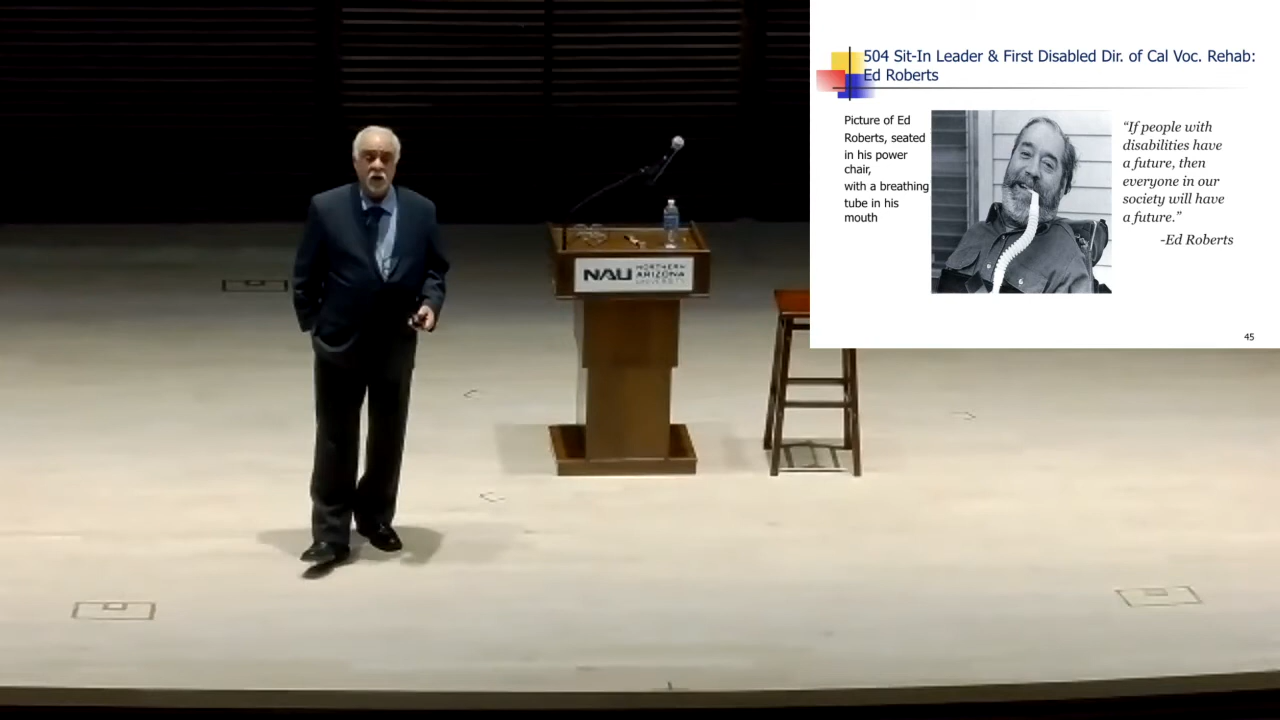 504 Sit-In Leader & First Disabled Dir. of Cal Voc. Rehab:
Ed Roberts
Picture of Ed
Roberts, seated
in his power
chair,
with a breathing
tube in his
mouth
“If people with
disabilities have
a future, then
everyone in our
society will have
a future.”
-Ed Roberts
45
NAU
NORTHERN
ARIZONA
UNIVERSITY